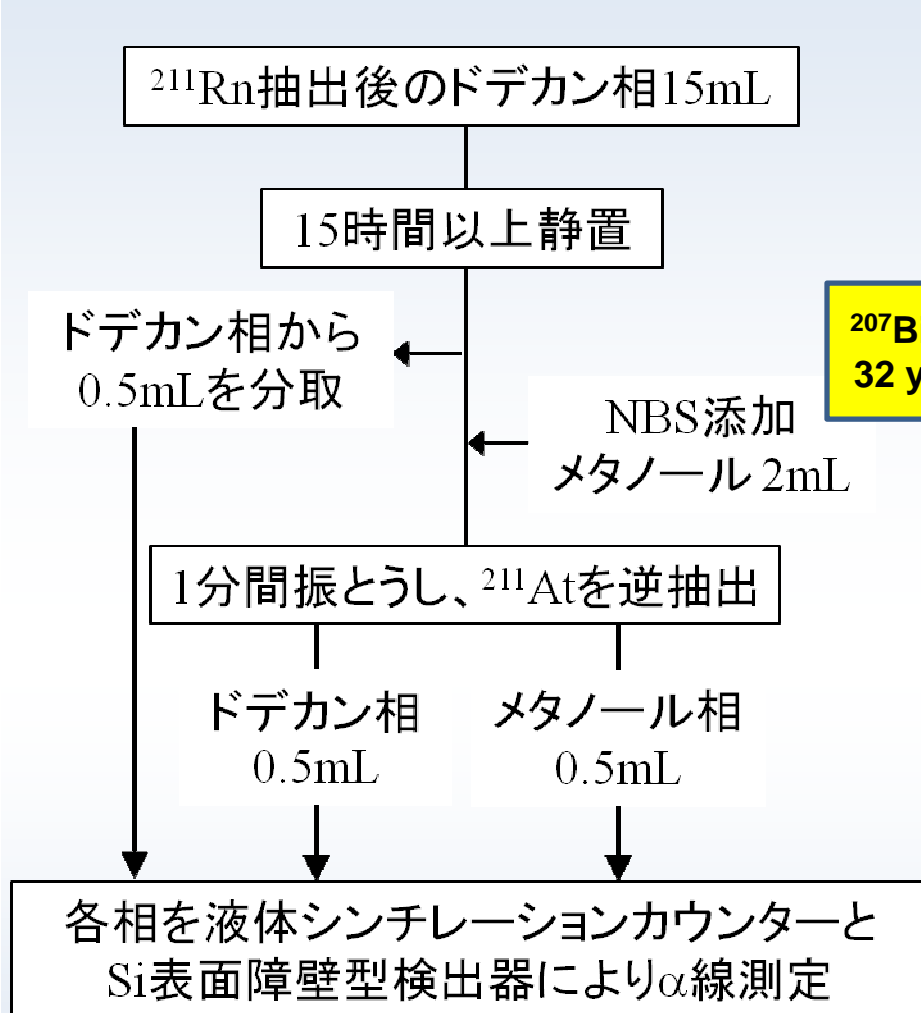 ²¹¹Rn抽出後のドデカン相15mL
15時間以上静置
ドデカン相から
0.5mLを分取
²⁰⁷B
32 y
NBS添加
メタノール 2mL
1分間振とうし、²¹¹Atを逆抽出
ドデカン相
0.5mL
メタノール相
0.5mL
各相を液体シンチレーションカウンターと
Si表面障壁型検出器によりα線測定